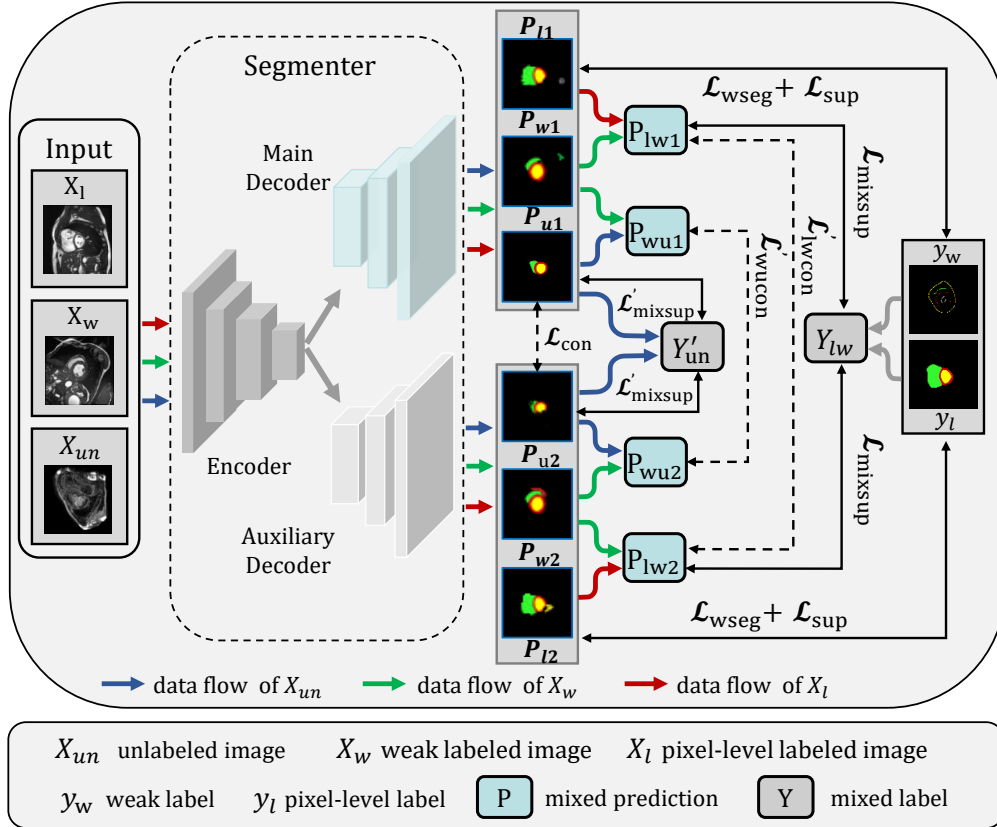 Input
X_l
X_w
X_un
Segmenter
Main
Decoder
Encoder
Auxiliary
Decoder
P_l1
P_w1
P_u1
P_u2
P_w2
P_l2
P_lw1
P_wu1
Y'_un
P_wu2
P_lw2
Y_lw
y_w
y_l
ℒ_wseg + ℒ_sup
ℒ_mixsup
ℒ'_lwcon
ℒ'_wucon
ℒ'_mixsup
ℒ_con
ℒ'_mixsup
ℒ_mixsup
ℒ_wseg + ℒ_sup
data flow of X_un
data flow of X_w
data flow of X_l
X_un unlabeled image
X_w weak labeled image
X_l pixel-level labeled image
y_w weak label
y_l pixel-level label
P mixed prediction
Y mixed label